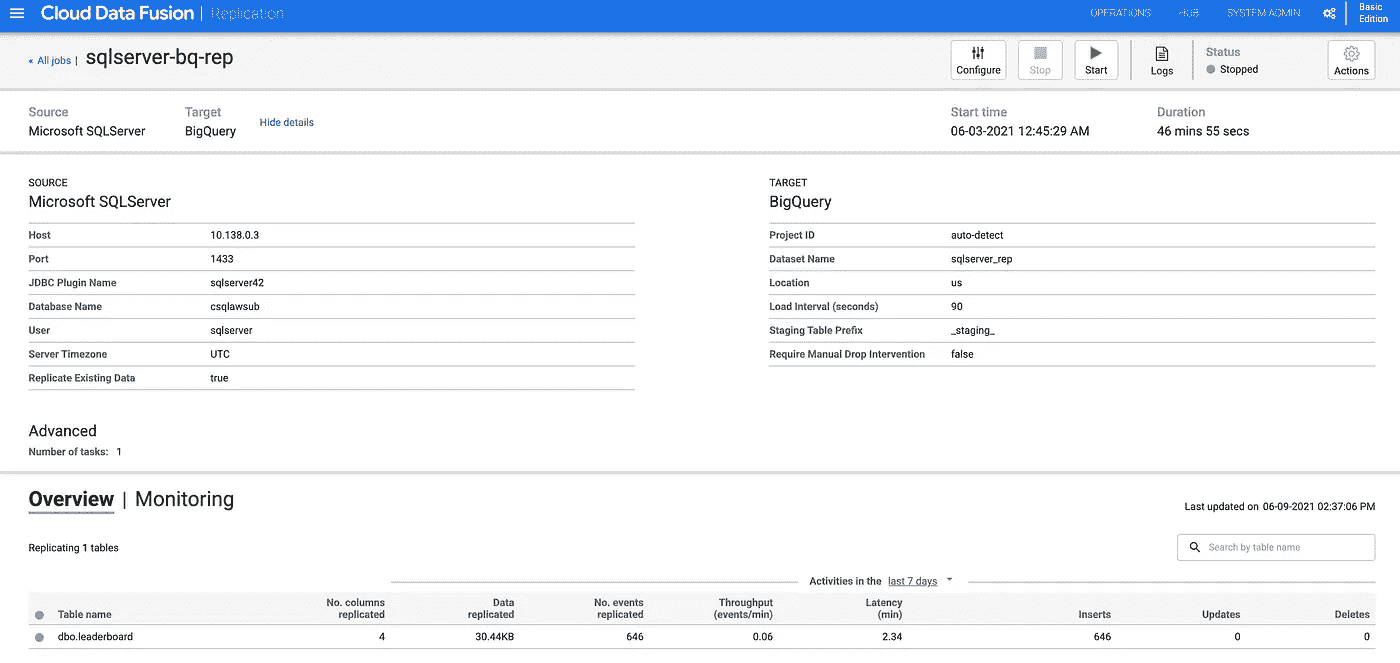 Cloud Data Fusion | Replication OPERATIONS HUB SYSTEM ADMIN Basic Edition
« All jobs | sqlserver-bq-rep
Configure Stop Start Logs Status Stopped Actions
Source Target Start time Duration
Microsoft SQLServer BigQuery Hide details 06-03-2021 12:45:29 AM 46 mins 55 secs
SOURCE
Microsoft SQLServer
Host 10.138.0.3
Port 1433
JDBC Plugin Name sqlserver42
Database Name csqlawsub
User sqlserver
Server Timezone UTC
Replicate Existing Data true
TARGET
BigQuery
Project ID auto-detect
Dataset Name sqlserver_rep
Location us
Load Interval (seconds) 90
Staging Table Prefix _staging_
Require Manual Drop Intervention false
Advanced
Number of tasks: 1
Overview | Monitoring
Last updated on 06-09-2021 02:37:06 PM
Replicating 1 tables
Search by table name
Activities in the last 7 days
Table name No. columns replicated Data replicated No. events replicated Throughput (events/min) Latency (min) Inserts Updates Deletes
dbo.leaderboard 4 30.44KB 646 0.06 2.34 646 0 0